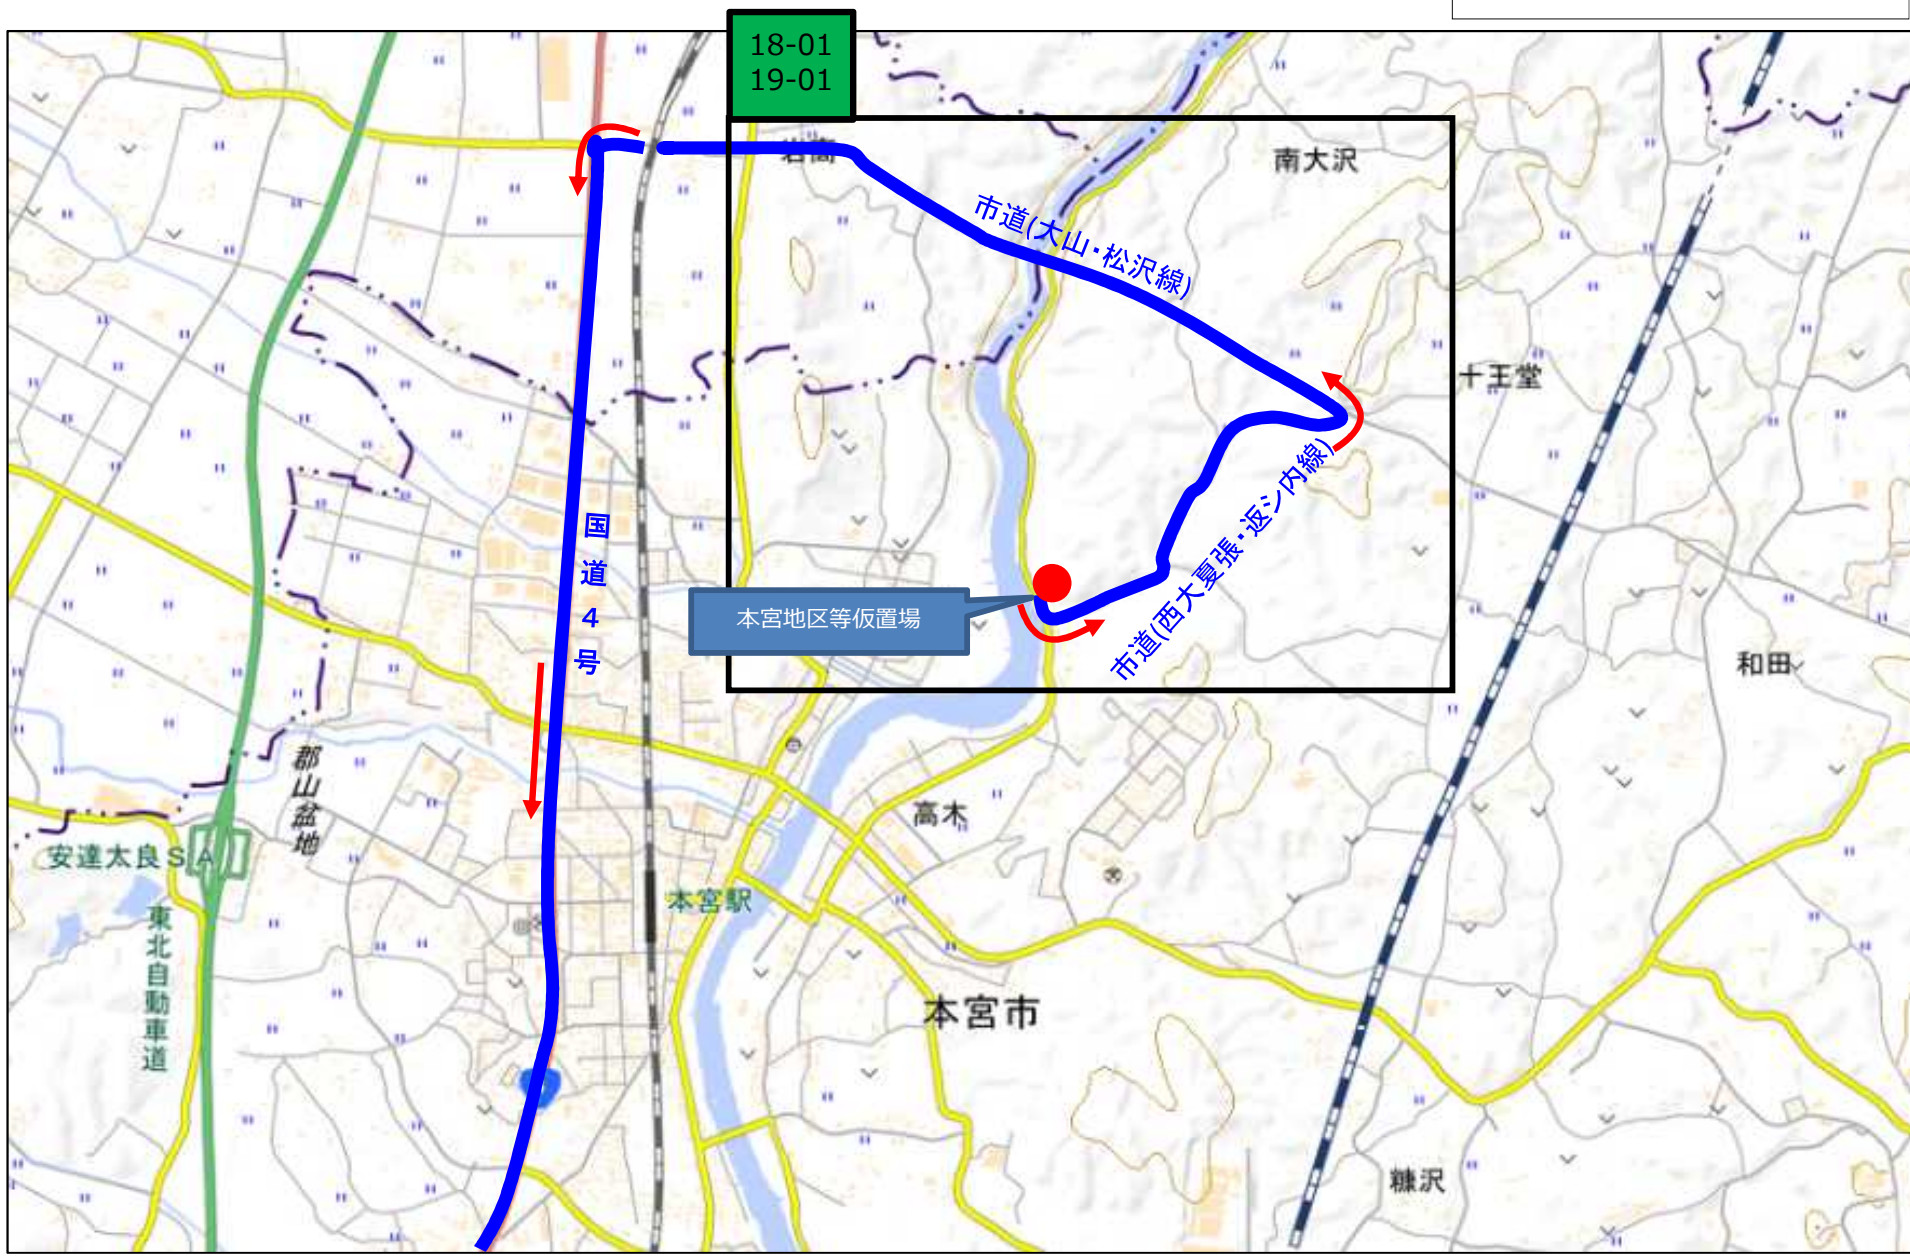 18-01
19-01
岩高
南大沢
市道(大山・松沢線)
十王堂
国道4号
本宮地区等仮置場
市道(西大夏張・返シ内線)
和田
郡山盆地
高木
安達太良SA
本宮駅
東北自動車道
本宮市
糠沢